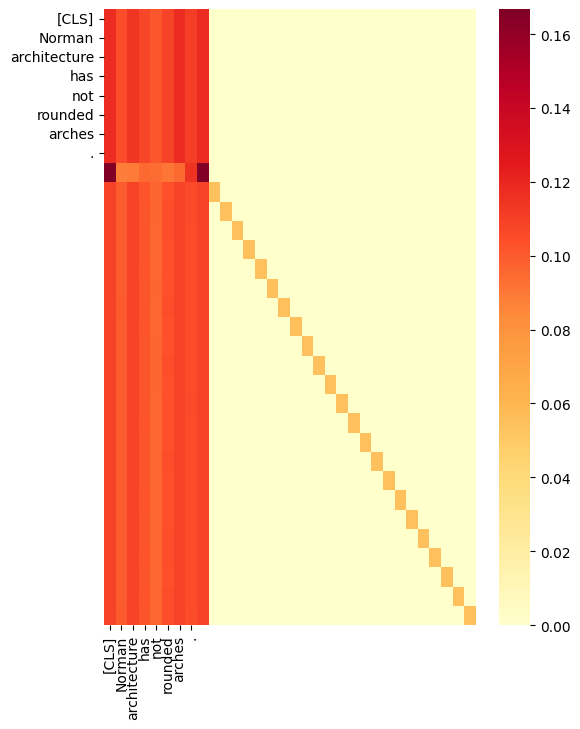 [CLS]
Norman
architecture
has
not
rounded
arches
.
0.16
0.14
0.12
0.10
0.08
0.06
0.04
0.02
0.00
[CLS]
Norman
architecture
has
not
rounded
arches
.